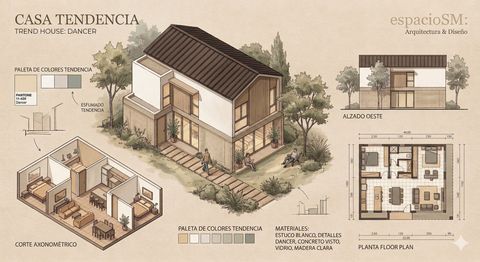 CASA TENDENCIA
TREND HOUSE: DANCER
espacioSM:
Arquitectura & Diseño
PALETA DE COLORES TENDENCIA
PANTONE
Dancer
ESFUMADO
TENDENCIA
ALZADO OESTE
CORTE AXONOMÉTRICO
PALETA DE COLORES TENDENCIA
MATERIALES:
ESTUCO BLANCO, DETALLES
DANCER, CONCRETO VISTO,
VIDRIO, MADERA CLARA
PLANTA FLOOR PLAN